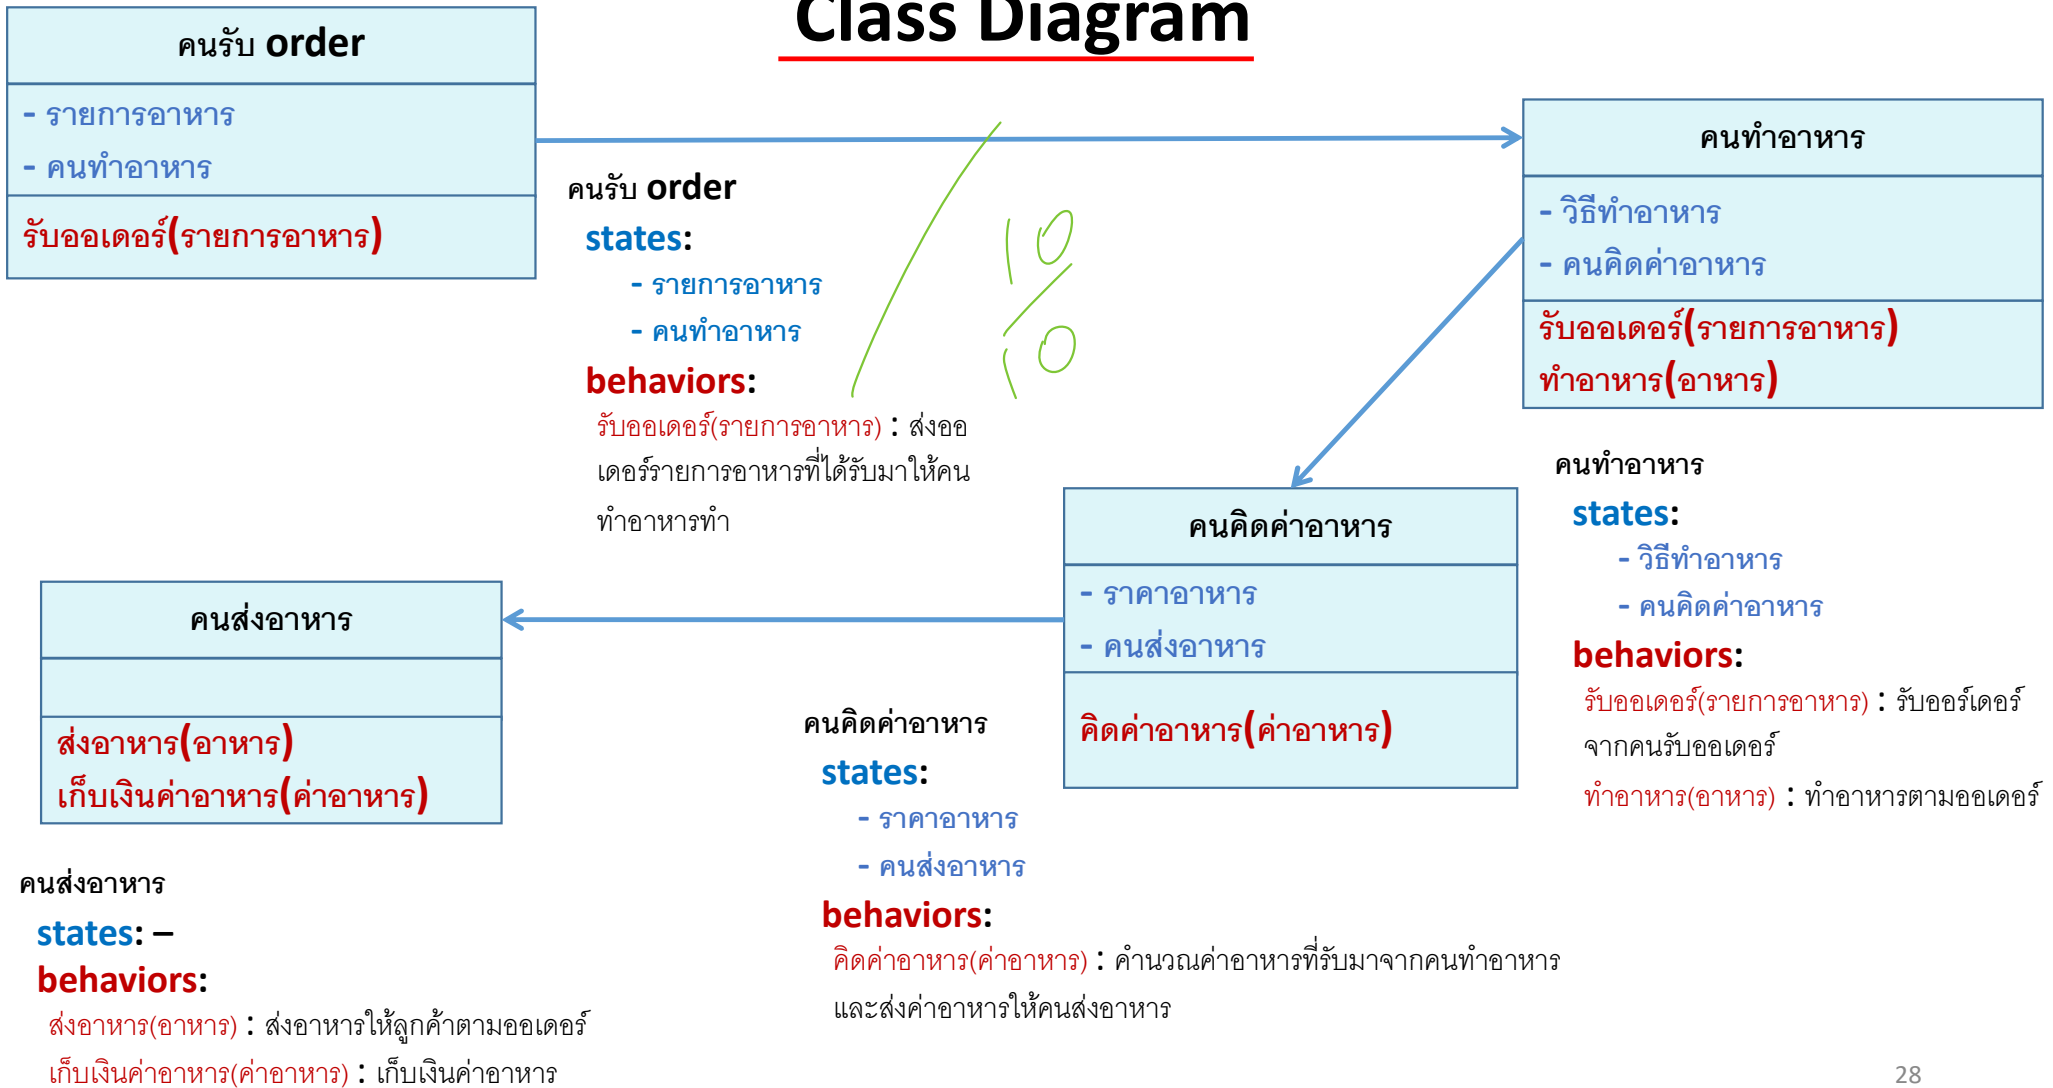 Class Diagram
คนรับ order
- รายการอาหาร
- คนทำอาหาร
รับออเดอร์(รายการอาหาร)
คนรับ order
states:
- รายการอาหาร
- คนทำอาหาร
behaviors:
รับออเดอร์(รายการอาหาร) : ส่งออ
เดอร์รายการอาหารที่ได้รับมาให้คน
ทำอาหารทำ
10
10
คนทำอาหาร
- วิธีทำอาหาร
- คนคิดค่าอาหาร
รับออเดอร์(รายการอาหาร)
ทำอาหาร(อาหาร)
คนทำอาหาร
states:
- วิธีทำอาหาร
- คนคิดค่าอาหาร
behaviors:
รับออเดอร์(รายการอาหาร) : รับออร์เดอร์
จากคนรับออเดอร์
ทำอาหาร(อาหาร) : ทำอาหารตามออเดอร์
คนคิดค่าอาหาร
- ราคาอาหาร
- คนส่งอาหาร
คิดค่าอาหาร(ค่าอาหาร)
คนคิดค่าอาหาร
states:
- ราคาอาหาร
- คนส่งอาหาร
behaviors:
คิดค่าอาหาร(ค่าอาหาร) : คำนวณค่าอาหารที่รับมาจากคนทำอาหาร
และส่งค่าอาหารให้คนส่งอาหาร
คนส่งอาหาร
ส่งอาหาร(อาหาร)
เก็บเงินค่าอาหาร(ค่าอาหาร)
คนส่งอาหาร
states: –
behaviors:
ส่งอาหาร(อาหาร) : ส่งอาหารให้ลูกค้าตามออเดอร์
เก็บเงินค่าอาหาร(ค่าอาหาร) : เก็บเงินค่าอาหาร
28